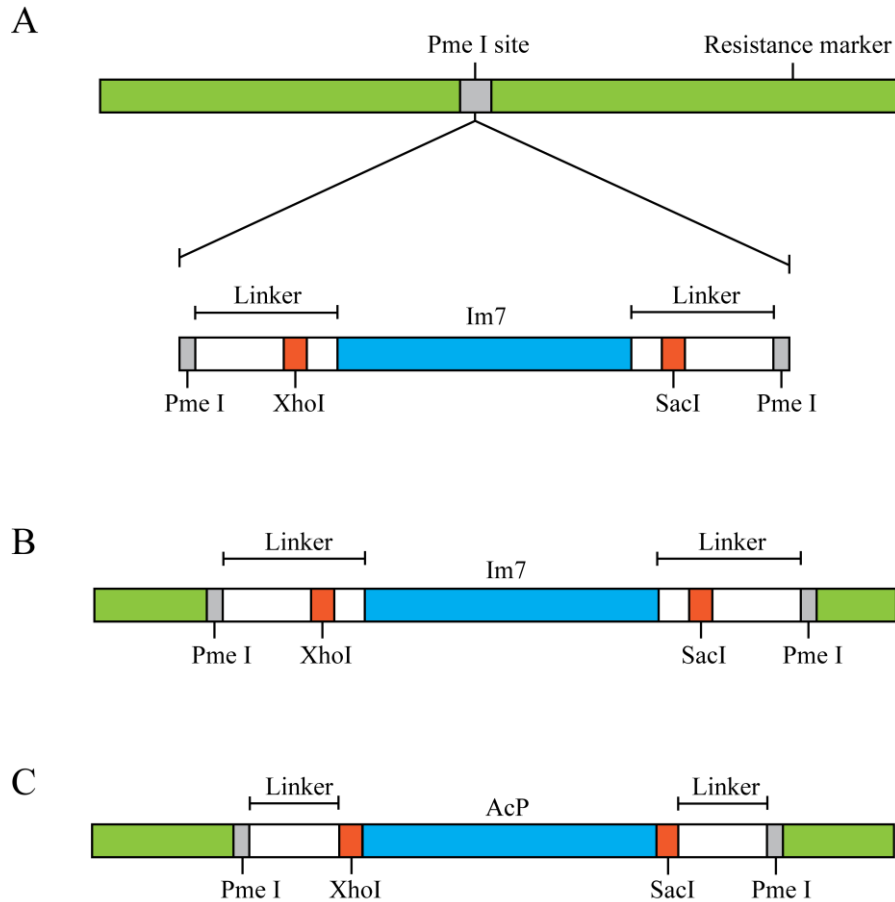 A
Pme I site
Resistance marker
Linker
Im7
Linker
Pme I
XhoI
SacI
Pme I
B
Linker
Im7
Linker
Pme I
XhoI
SacI
Pme I
C
Linker
AcP
Linker
Pme I
XhoI
SacI
Pme I